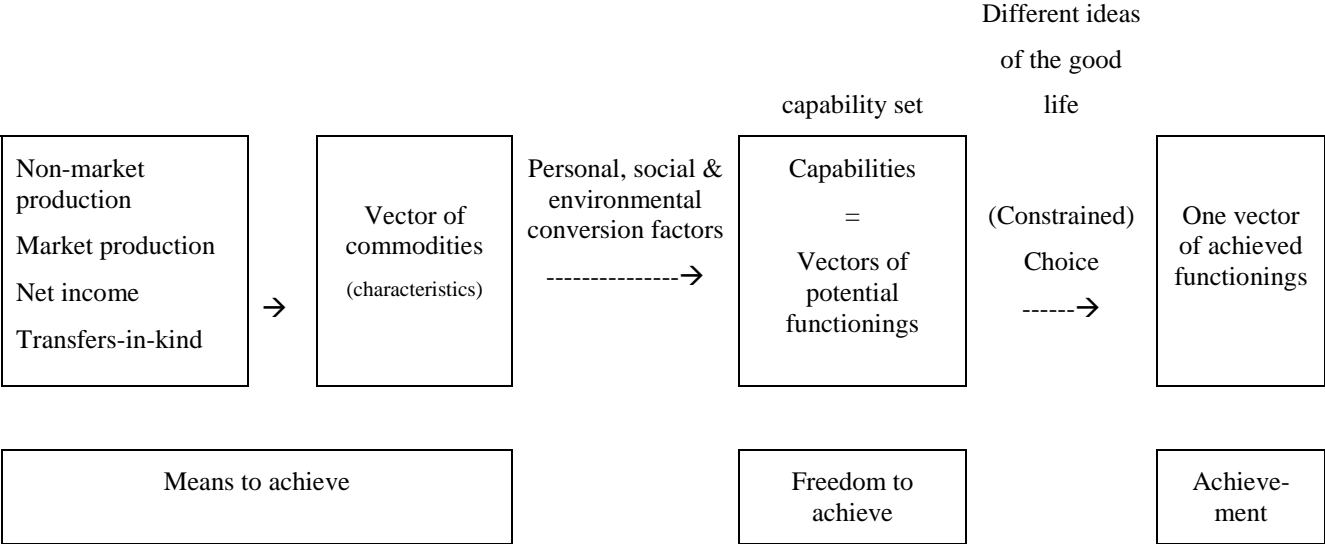 Different ideas
of the good
life
capability set
Non-market
production
Market production
Net income
Transfers-in-kind
→
Vector of
commodities
(characteristics)
Personal, social &
environmental
conversion factors
---------------→
Capabilities
=
Vectors of
potential
functionings
(Constrained)
Choice
------→
One vector
of achieved
functionings
Means to achieve
Freedom to
achieve
Achieve-
ment